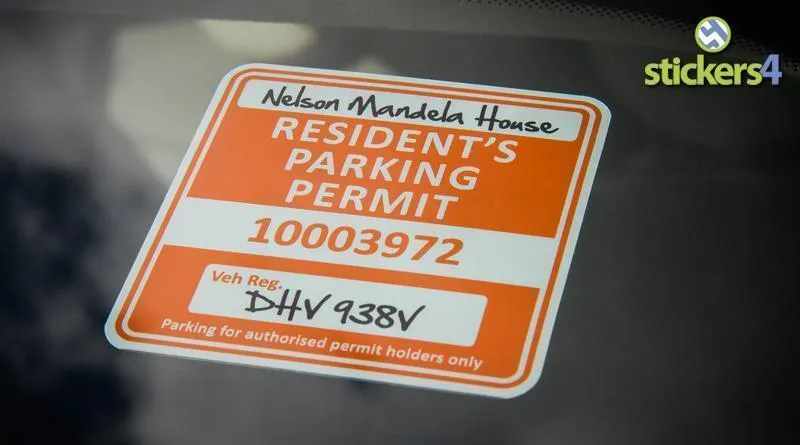 stickers4
Nelson Mandela House
RESIDENT'S
PARKING
PERMIT
10003972
Veh Reg.
DHV 938V
Parking for authorised permit holders only